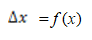 Δx = f(x)